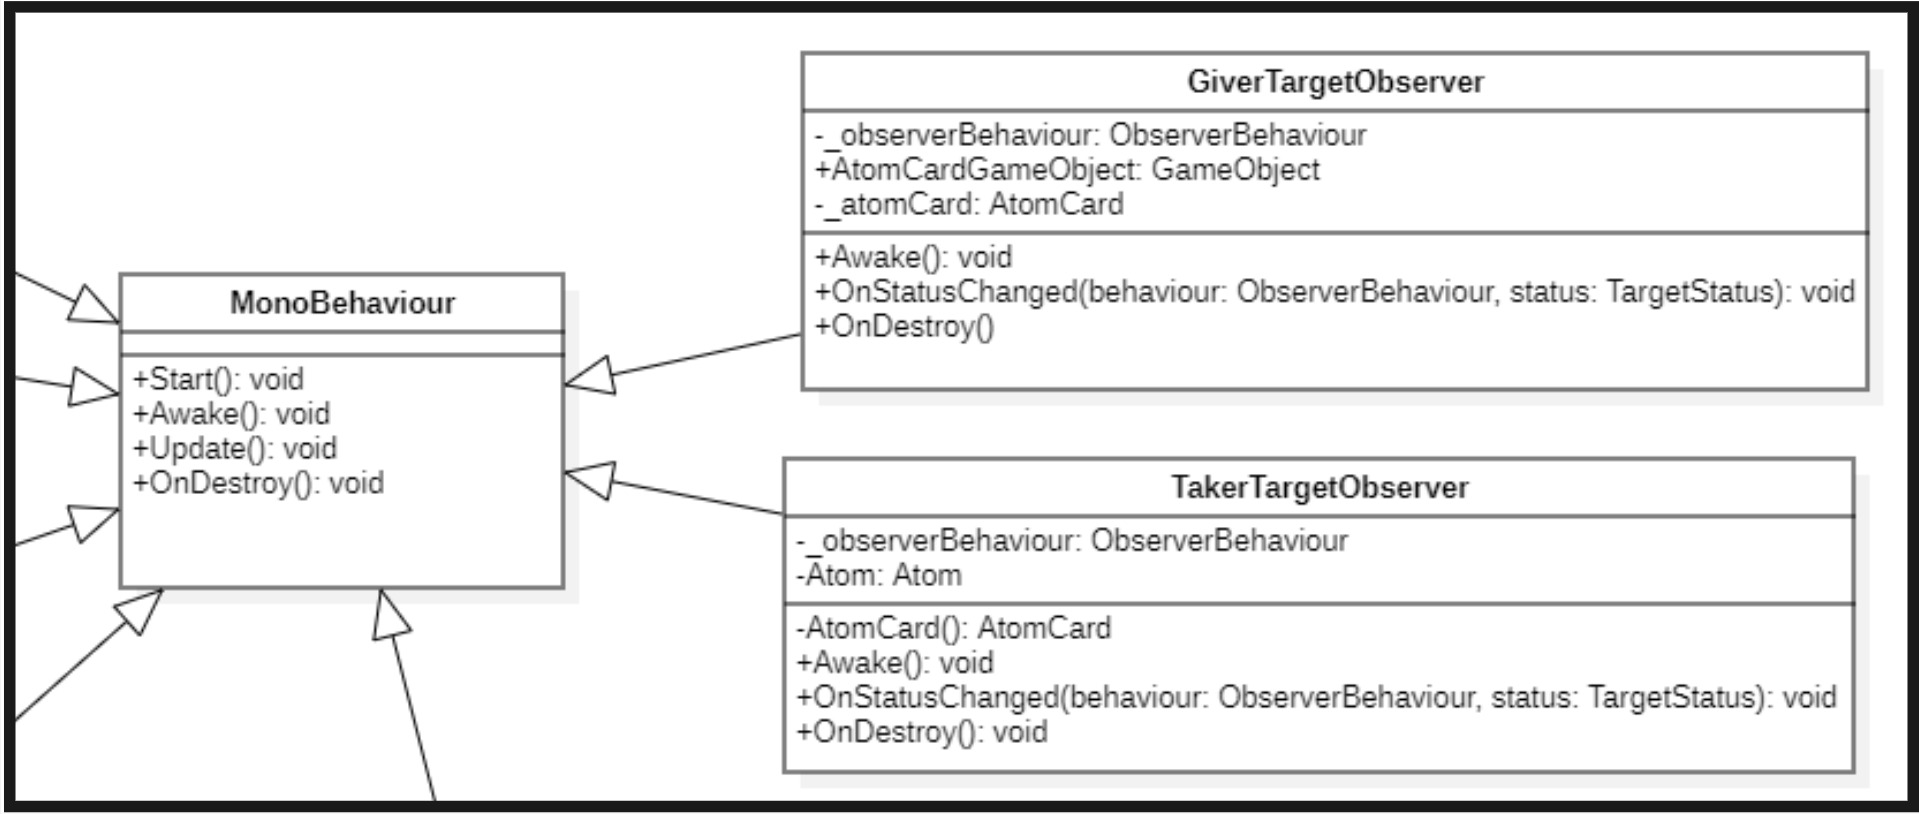 MonoBehaviour
+Start(): void
+Awake(): void
+Update(): void
+OnDestroy(): void
GiverTargetObserver
-_observerBehaviour: ObserverBehaviour
+AtomCardGameObject: GameObject
-_atomCard: AtomCard
+Awake(): void
+OnStatusChanged(behaviour: ObserverBehaviour, status: TargetStatus): void
+OnDestroy()
TakerTargetObserver
-_observerBehaviour: ObserverBehaviour
-Atom: Atom
-AtomCard(): AtomCard
+Awake(): void
+OnStatusChanged(behaviour: ObserverBehaviour, status: TargetStatus): void
+OnDestroy(): void